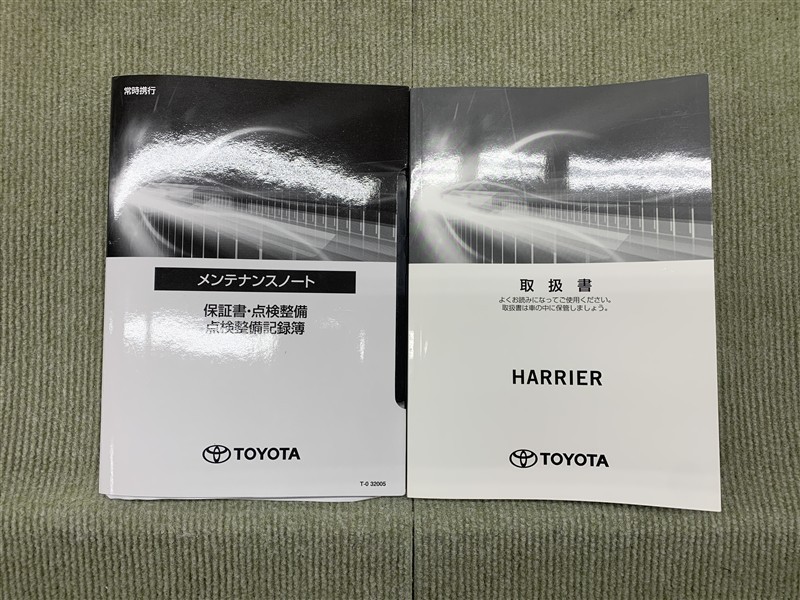 常時携行
メンテナンスノート
保証書・点検整備
点検整備記録簿
TOYOTA
T-0 32005
取扱書
よくお読みになってご使用ください。
取扱書は車の中に保管しましょう。
HARRIER
TOYOTA